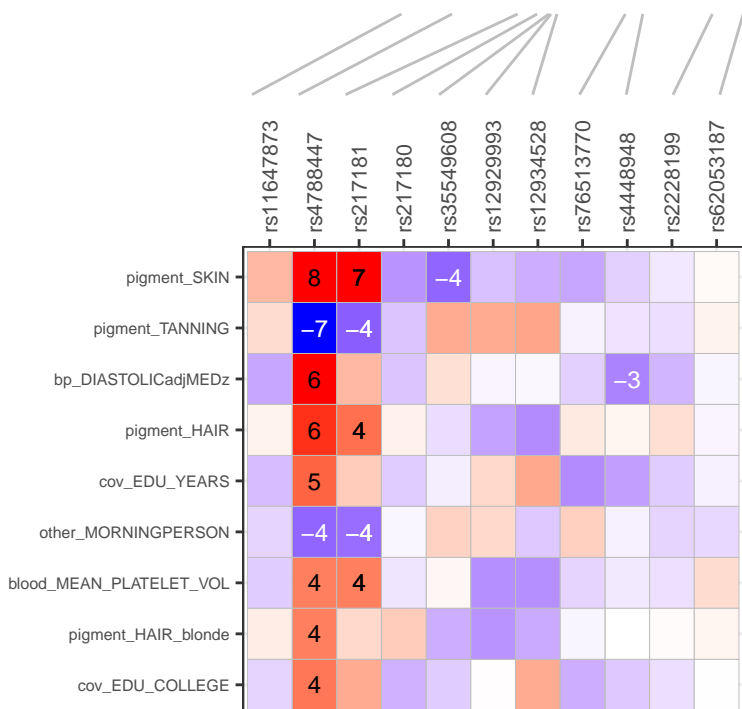 rs11647873 rs4788447 rs217181 rs217180 rs35549608 rs12929993 rs12934528 rs76513770 rs4448948 rs2228199 rs62053187
pigment_SKIN 8 7 −4
pigment_TANNING −7 −4
bp_DIASTOLICadjMEDz 6 −3
pigment_HAIR 6 4
cov_EDU_YEARS 5
other_MORNINGPERSON −4 −4
blood_MEAN_PLATELET_VOL 4 4
pigment_HAIR_blonde 4
cov_EDU_COLLEGE 4